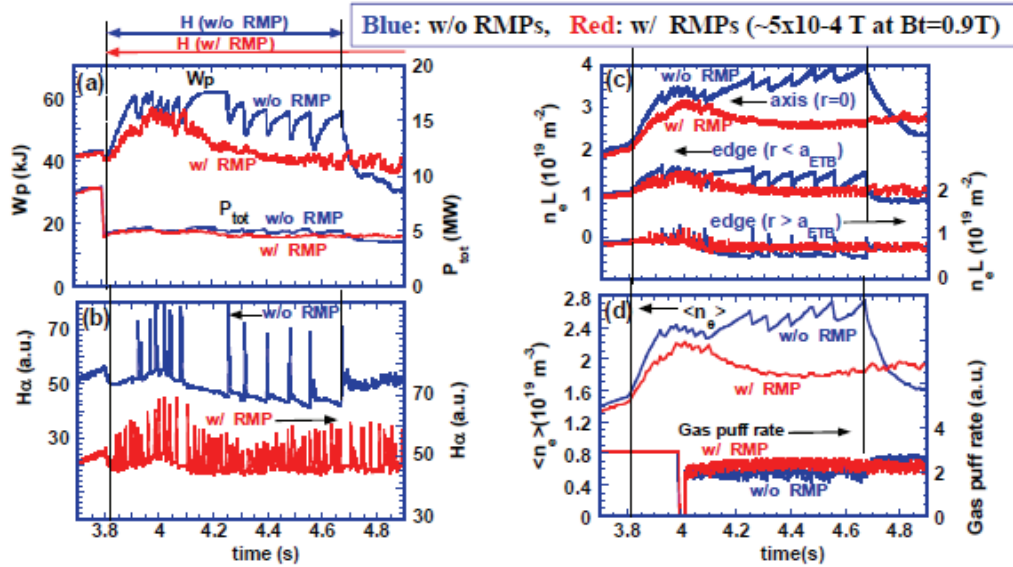 Blue: w/o RMPs, Red: w/ RMPs (~5x10-4 T at Bt=0.9T)
H (w/o RMP)
H (w/ RMP)
(a)
Wp
w/o RMP
w/ RMP
Ptot
w/o RMP
w/ RMP
60
40
20
0
Wp (kJ)
20
15
10
5
0
Ptot (MW)
(b)
w/o RMP
w/ RMP
70
50
30
Hα (a.u.)
70
50
30
Hα (a.u.)
3.8 4 4.2 4.4 4.6 4.8
time (s)
(c)
w/o RMP
axis (r=0)
w/ RMP
edge (r < aETB)
w/o RMP
w/ RMP
edge (r > aETB)
4
3
2
1
0
neL (10^19 m^-2)
2
1
0
neL (10^19 m^-2)
(d)
<ne>
w/o RMP
w/ RMP
Gas puff rate
w/ RMP
w/o RMP
2.8
2.4
2
1.6
1.2
0.8
0.4
0
<ne>(10^19 m^-3)
4
2
0
Gas puff rate (a.u.)
3.8 4 4.2 4.4 4.6 4.8
time(s)